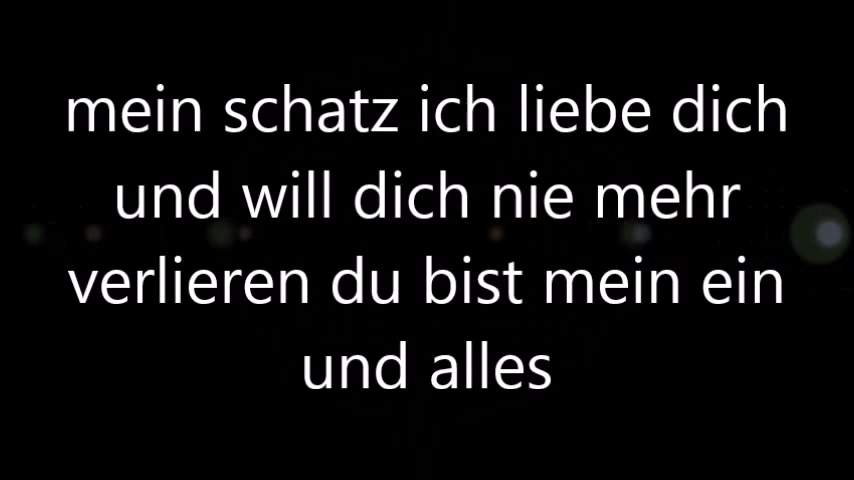 mein schatz ich liebe dich
und will dich nie mehr
verlieren du bist mein ein
und alles